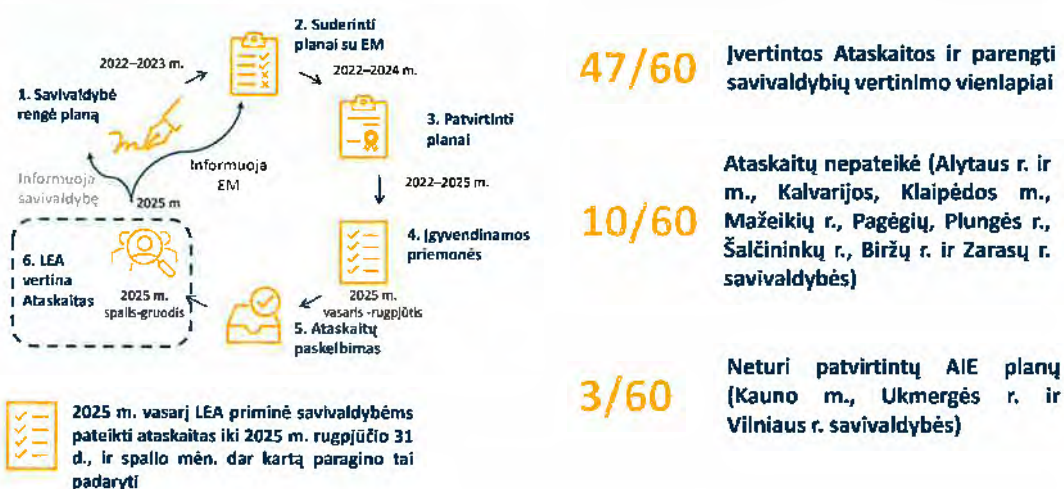 2. Suderinti
planai su EM
2022–2023 m.
2022–2024 m.
1. Savivaldybė
rengė planą
3. Patvirtinti
planai
Informuoja
EM
Informuoja
savivaldybę
2025 m
2022–2025 m.
4. Įgyvendinamos
priemonės
6. LEA
vertina
Ataskaitas
2025 m.
spalis-gruodis
2025 m.
vasaris -rugpjūtis
5. Ataskaitų
paskelbimas
2025 m. vasarį LEA priminė savivaldybėms
pateikti ataskaitas iki 2025 m. rugpjūčio 31
d., ir spalio mėn. dar kartą paragino tai
padaryti
47/60
Įvertintos Ataskaitos ir parengti
savivaldybių vertinimo vienlapiai
10/60
Ataskaitų nepateikė (Alytaus r. ir
m., Kalvarijos, Klaipėdos m.,
Mažeikių r., Pagėgių, Plungės r.,
Šalčininkų r., Biržų r. ir Zarasų r.
savivaldybės)
3/60
Neturi patvirtintų AIE planų
(Kauno m., Ukmergės r. ir
Vilniaus r. savivaldybės)